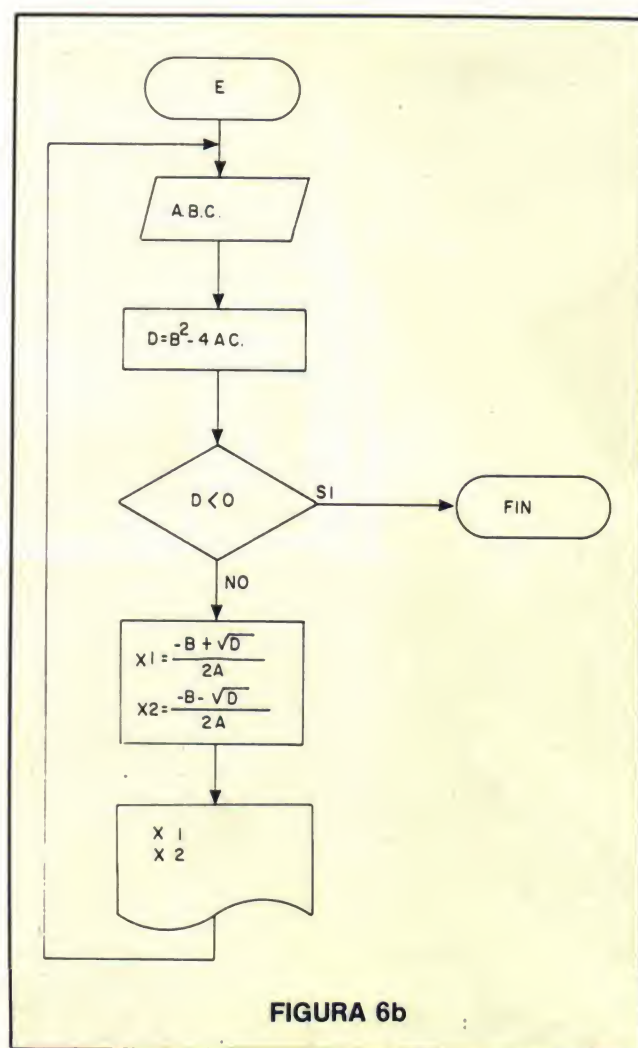 E
A.B.C.
D=B²-4AC.
D<0
SI
FIN
NO
X1=-B+√D/2A
X2=-B-√D/2A
X 1
X 2
FIGURA 6b